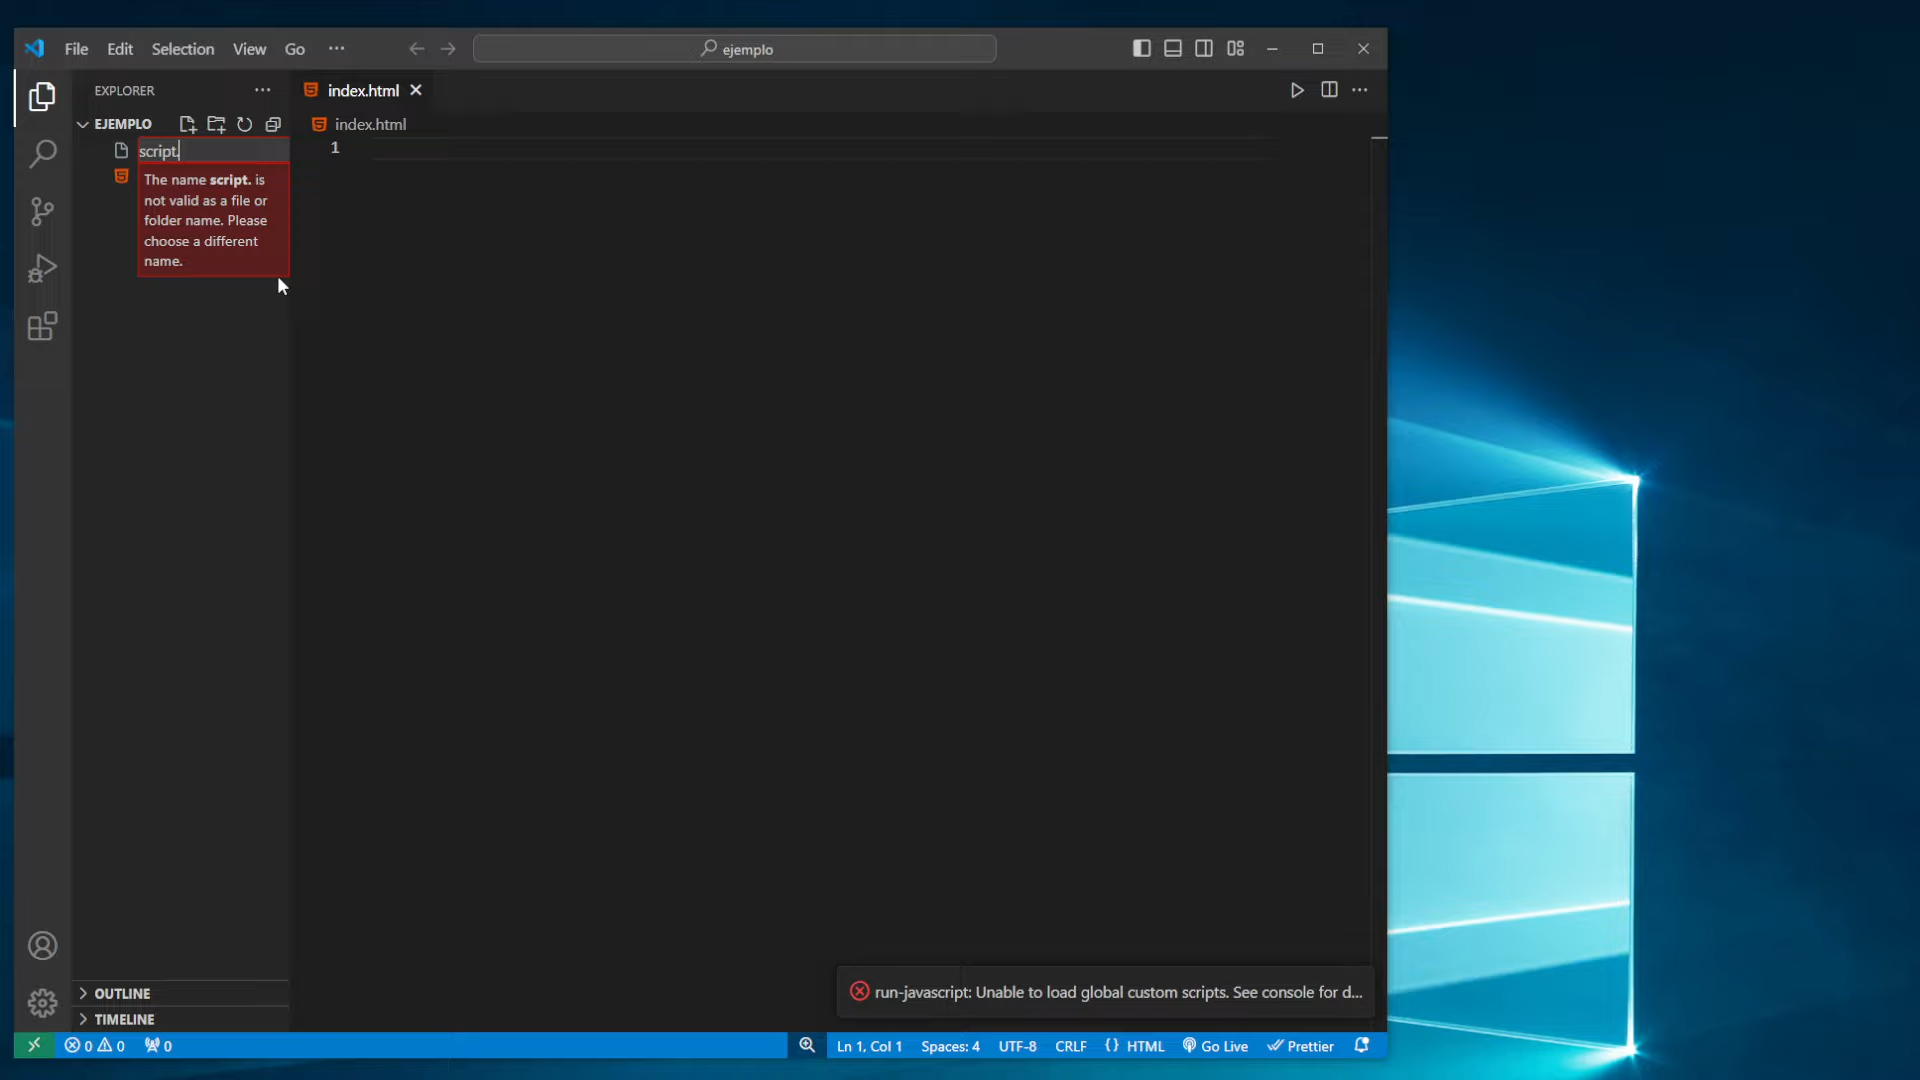 File Edit Selection View Go ··· ejemplo
EXPLORER ··· index.html
EJEMPLO
index.html
script.
1
The name script. is
not valid as a file or
folder name. Please
choose a different
name.
run-javascript: Unable to load global custom scripts. See console for d...
OUTLINE
TIMELINE
0 0 0 Ln 1, Col 1 Spaces: 4 UTF-8 CRLF {} HTML Go Live Prettier